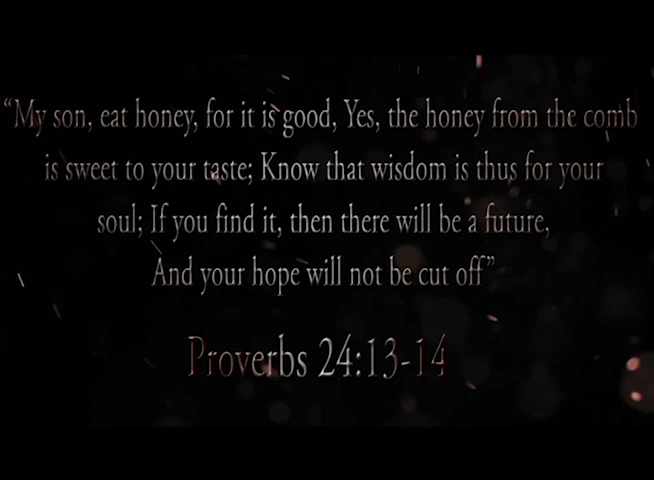 “My son, eat honey, for it is good, Yes, the honey from the comb
is sweet to your taste; Know that wisdom is thus for your
soul; If you find it, then there will be a future,
And your hope will not be cut off”
Proverbs 24:13-14